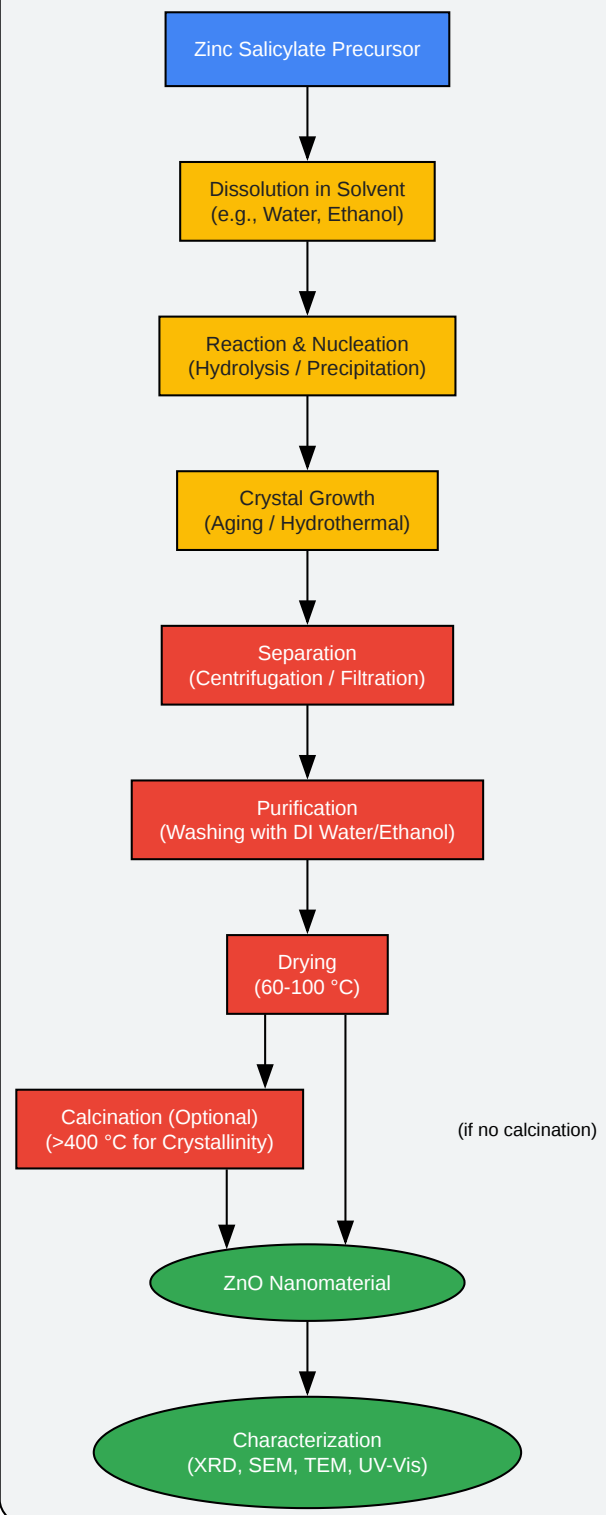 Zinc Salicylate Precursor
Dissolution in Solvent
(e.g., Water, Ethanol)
Reaction & Nucleation
(Hydrolysis / Precipitation)
Crystal Growth
(Aging / Hydrothermal)
Separation
(Centrifugation / Filtration)
Purification
(Washing with DI Water/Ethanol)
Drying
(60-100 °C)
Calcination (Optional)
(>400 °C for Crystallinity)
(if no calcination)
ZnO Nanomaterial
Characterization
(XRD, SEM, TEM, UV-Vis)